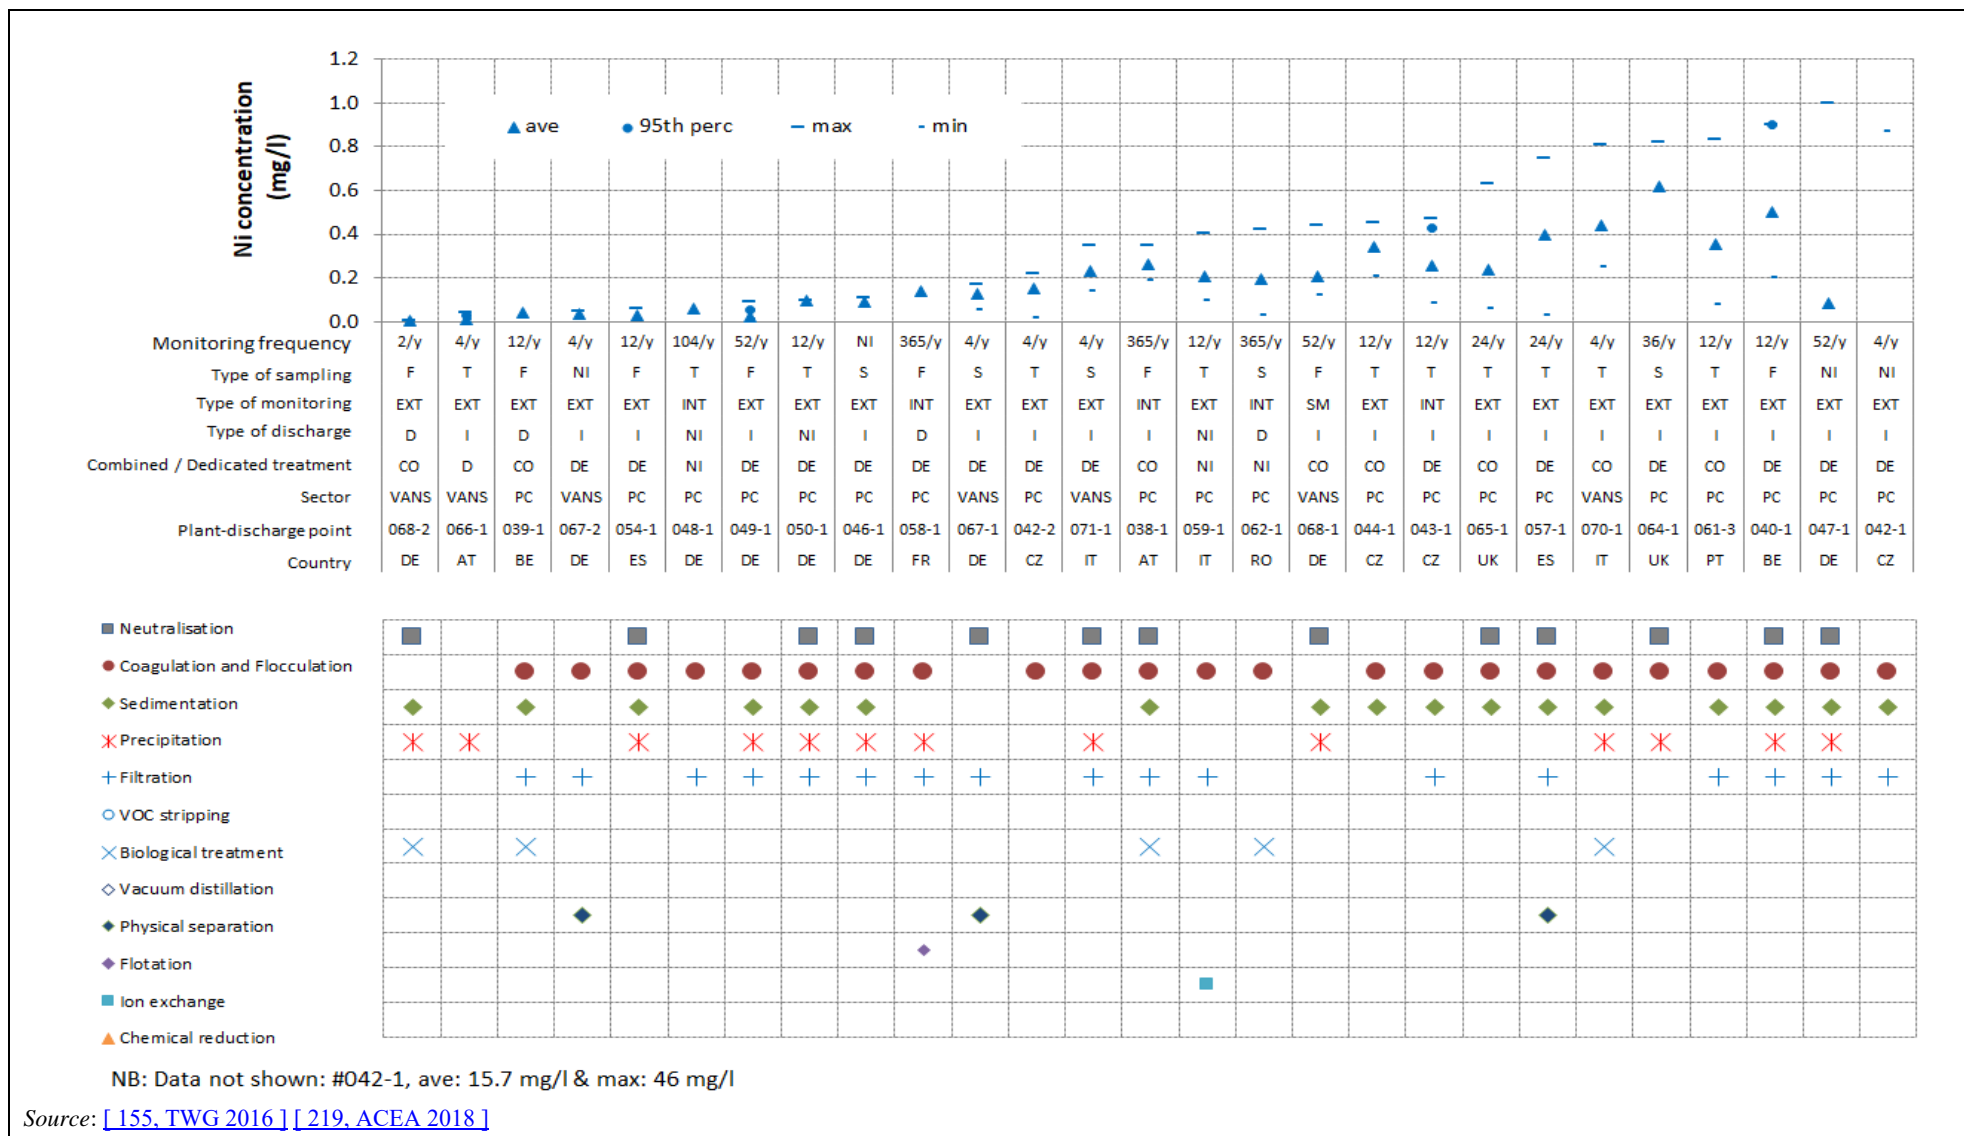 1.2
1.0
0.8
0.6
0.4
0.2
0.0
Ni concentration
(mg/l)
ave 95th perc max min
Monitoring frequency 2/y 4/y 12/y 4/y 12/y 104/y 52/y 12/y NI 365/y 4/y 4/y 4/y 365/y 12/y 365/y 52/y 12/y 12/y 24/y 24/y 4/y 36/y 12/y 12/y 52/y 4/y
Type of sampling F T F NI F T F T S F S T S F T S F T T T T T S T F NI NI
Type of monitoring EXT EXT EXT EXT EXT INT EXT EXT EXT INT EXT EXT EXT INT EXT INT SM EXT INT EXT EXT EXT EXT EXT EXT EXT EXT
Type of discharge D I D I I NI I NI I D I I I I NI D I I I I I I I I I I I
Combined / Dedicated treatment CO D CO DE DE NI DE DE DE DE DE DE DE CO NI NI CO CO DE CO DE CO DE CO DE DE DE
Sector VANS VANS PC VANS PC PC PC PC PC PC VANS PC VANS PC PC PC VANS PC PC PC PC VANS PC PC PC PC PC
Plant-discharge point 068-2 066-1 039-1 067-2 054-1 048-1 049-1 050-1 046-1 058-1 067-1 042-2 071-1 038-1 059-1 062-1 068-1 044-1 043-1 065-1 057-1 070-1 064-1 061-3 040-1 047-1 042-1
Country DE AT BE DE ES DE DE DE DE FR DE CZ IT AT IT RO DE CZ CZ UK ES IT UK PT BE DE CZ
Neutralisation
Coagulation and Flocculation
Sedimentation
Precipitation
Filtration
VOC stripping
Biological treatment
Vacuum distillation
Physical separation
Flotation
Ion exchange
Chemical reduction
NB: Data not shown: #042-1, ave: 15.7 mg/l & max: 46 mg/l
Source: [ 155, TWG 2016 ] [ 219, ACEA 2018 ]